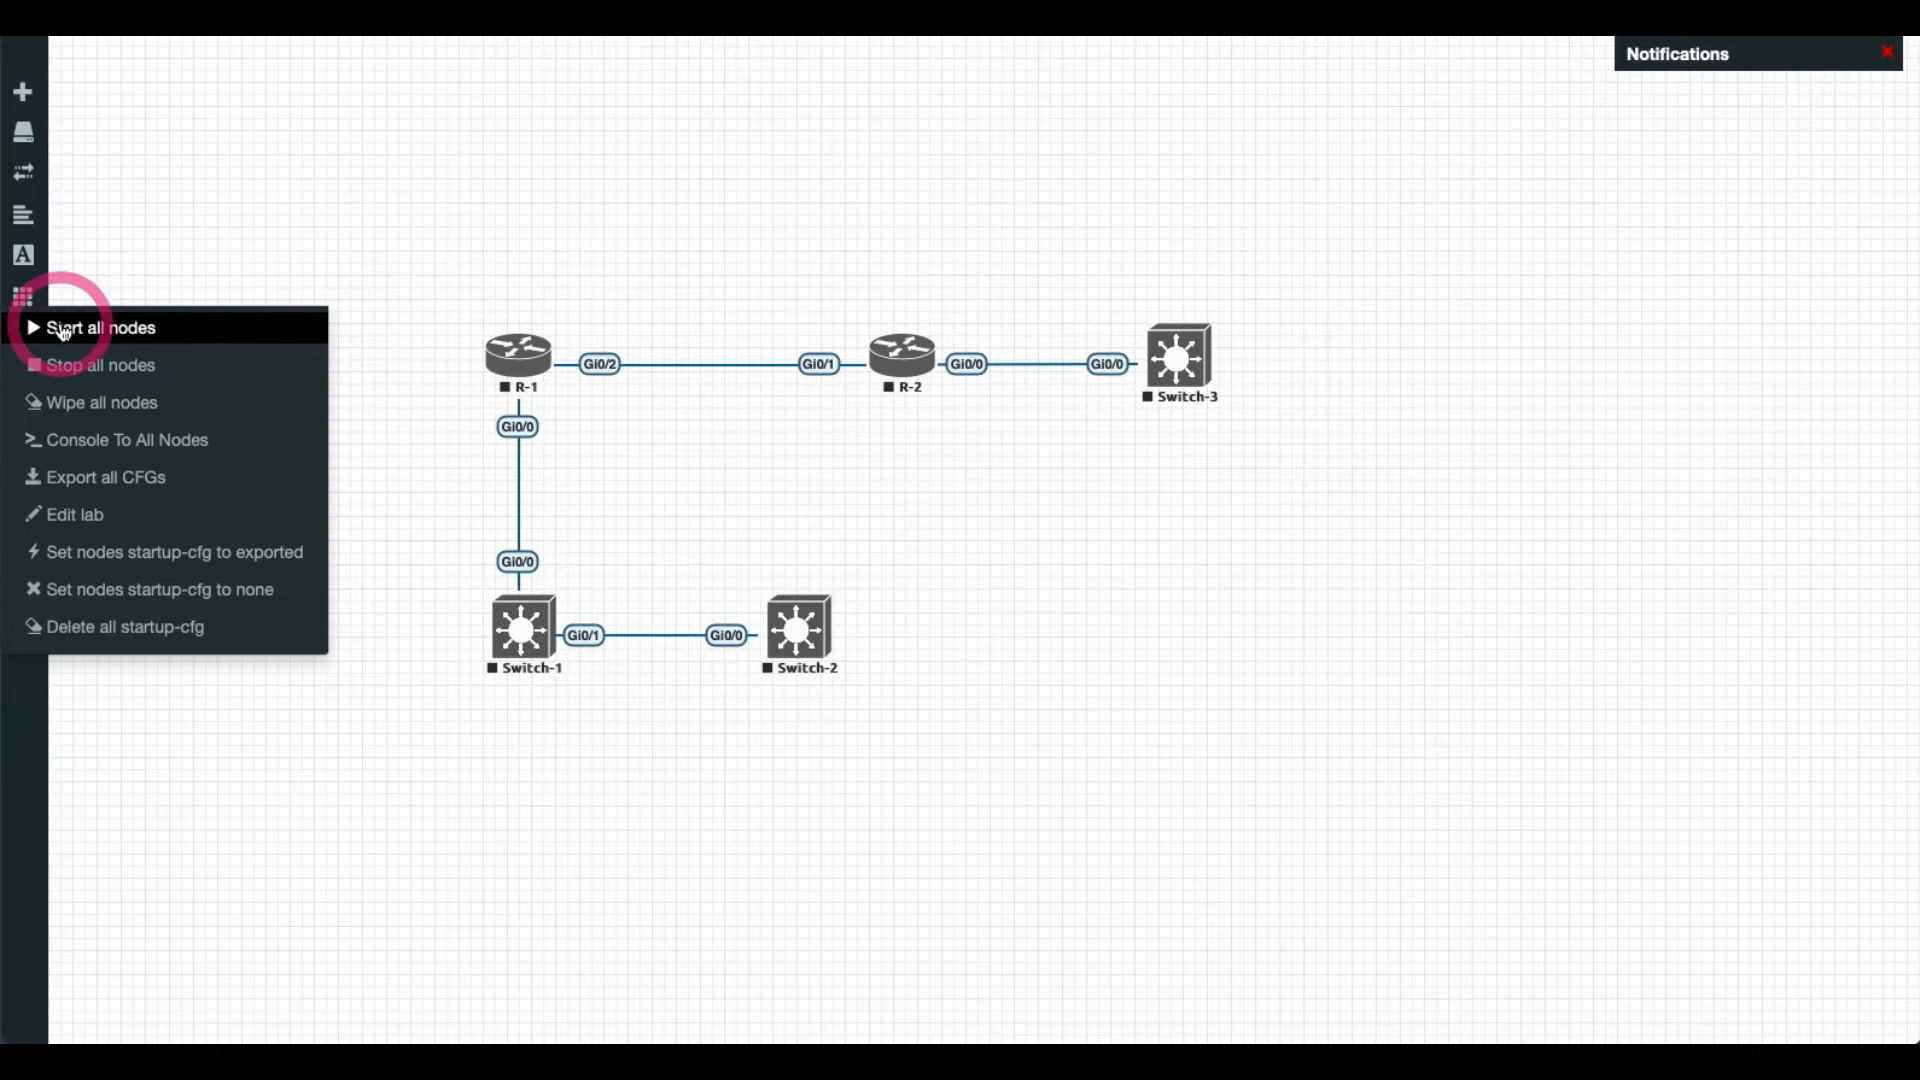 Notifications
A
Start all nodes
Stop all nodes
Wipe all nodes
Console To All Nodes
Export all CFGs
Edit lab
Set nodes startup-cfg to exported
Set nodes startup-cfg to none
Delete all startup-cfg
Gi0/2
Gi0/1
Gi0/0
Gi0/0
R-1
R-2
Switch-3
Gi0/0
Gi0/0
Gi0/1
Gi0/0
Switch-1
Switch-2